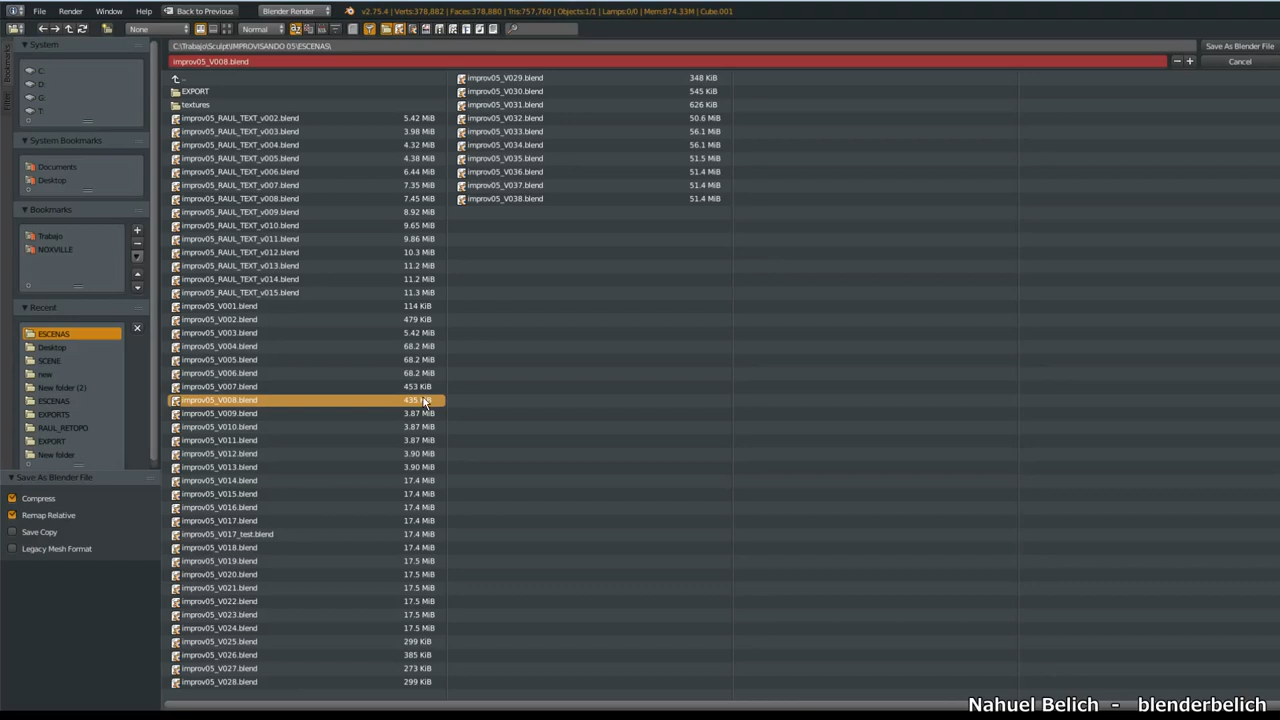 File Render Window Help Back to Previous Blender Render v2.75.4 | Verts:378,882 | Faces:378,880 | Tris:757,760 | Objects:1/1 | Lamps:0/0 | Mem:874.33M | Cube.001
None Normal
Bookmarks
Filter
System
C:
D:
G:
T:
System Bookmarks
Documents
Desktop
Bookmarks
Trabajo
NOXVILLE
Recent
ESCENAS
Desktop
SCENE
new
New folder (2)
ESCENAS
EXPORTS
RAUL_RETOPO
EXPORT
New folder
Save As Blender File
Compress
Remap Relative
Save Copy
Legacy Mesh Format
C:\Trabajo\Sculpt\IMPROVISANDO 05\ESCENAS\ Save As Blender File
improv05_V008.blend Cancel
..
EXPORT
textures
improv05_RAUL_TEXT_v002.blend 5.42 MiB
improv05_RAUL_TEXT_v003.blend 3.98 MiB
improv05_RAUL_TEXT_v004.blend 4.32 MiB
improv05_RAUL_TEXT_v005.blend 4.38 MiB
improv05_RAUL_TEXT_v006.blend 6.44 MiB
improv05_RAUL_TEXT_v007.blend 7.35 MiB
improv05_RAUL_TEXT_v008.blend 7.45 MiB
improv05_RAUL_TEXT_v009.blend 8.92 MiB
improv05_RAUL_TEXT_v010.blend 9.65 MiB
improv05_RAUL_TEXT_v011.blend 9.86 MiB
improv05_RAUL_TEXT_v012.blend 10.3 MiB
improv05_RAUL_TEXT_v013.blend 11.2 MiB
improv05_RAUL_TEXT_v014.blend 11.2 MiB
improv05_RAUL_TEXT_v015.blend 11.3 MiB
improv05_V001.blend 114 KiB
improv05_V002.blend 479 KiB
improv05_V003.blend 5.42 MiB
improv05_V004.blend 68.2 MiB
improv05_V005.blend 68.2 MiB
improv05_V006.blend 68.2 MiB
improv05_V007.blend 453 KiB
improv05_V008.blend 435
improv05_V009.blend 3.87 MiB
improv05_V010.blend 3.87 MiB
improv05_V011.blend 3.87 MiB
improv05_V012.blend 3.90 MiB
improv05_V013.blend 3.90 MiB
improv05_V014.blend 17.4 MiB
improv05_V015.blend 17.4 MiB
improv05_V016.blend 17.4 MiB
improv05_V017.blend 17.4 MiB
improv05_V017_test.blend 17.4 MiB
improv05_V018.blend 17.4 MiB
improv05_V019.blend 17.5 MiB
improv05_V020.blend 17.5 MiB
improv05_V021.blend 17.5 MiB
improv05_V022.blend 17.5 MiB
improv05_V023.blend 17.5 MiB
improv05_V024.blend 17.5 MiB
improv05_V025.blend 299 KiB
improv05_V026.blend 385 KiB
improv05_V027.blend 273 KiB
improv05_V028.blend 299 KiB
improv05_V029.blend 348 KiB
improv05_V030.blend 545 KiB
improv05_V031.blend 626 KiB
improv05_V032.blend 50.6 MiB
improv05_V033.blend 56.1 MiB
improv05_V034.blend 56.1 MiB
improv05_V035.blend 51.5 MiB
improv05_V036.blend 51.4 MiB
improv05_V037.blend 51.4 MiB
improv05_V038.blend 51.4 MiB
Nahuel Belich - blenderbelich